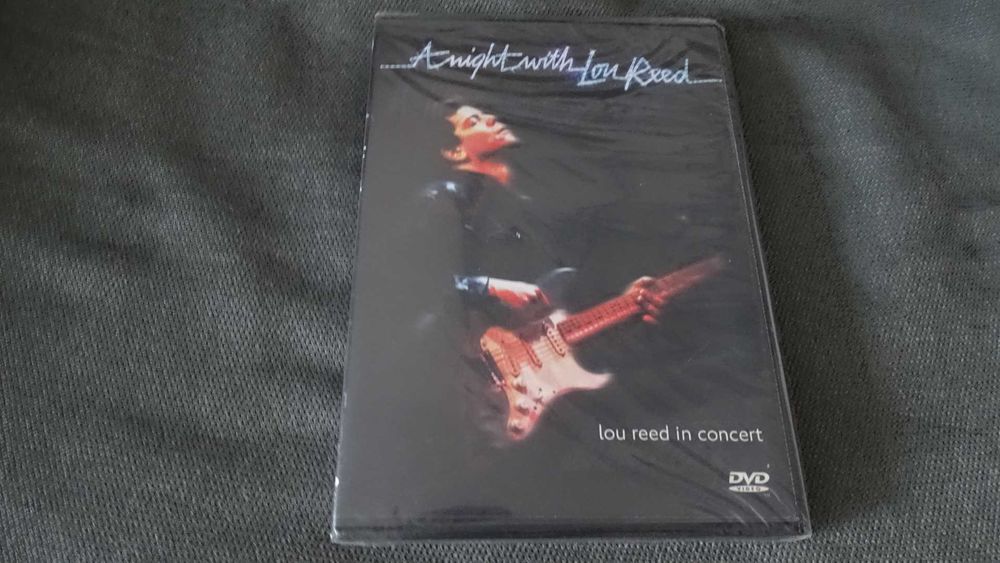 A night with Lou Reed
lou reed in concert
DVD
VIDEO